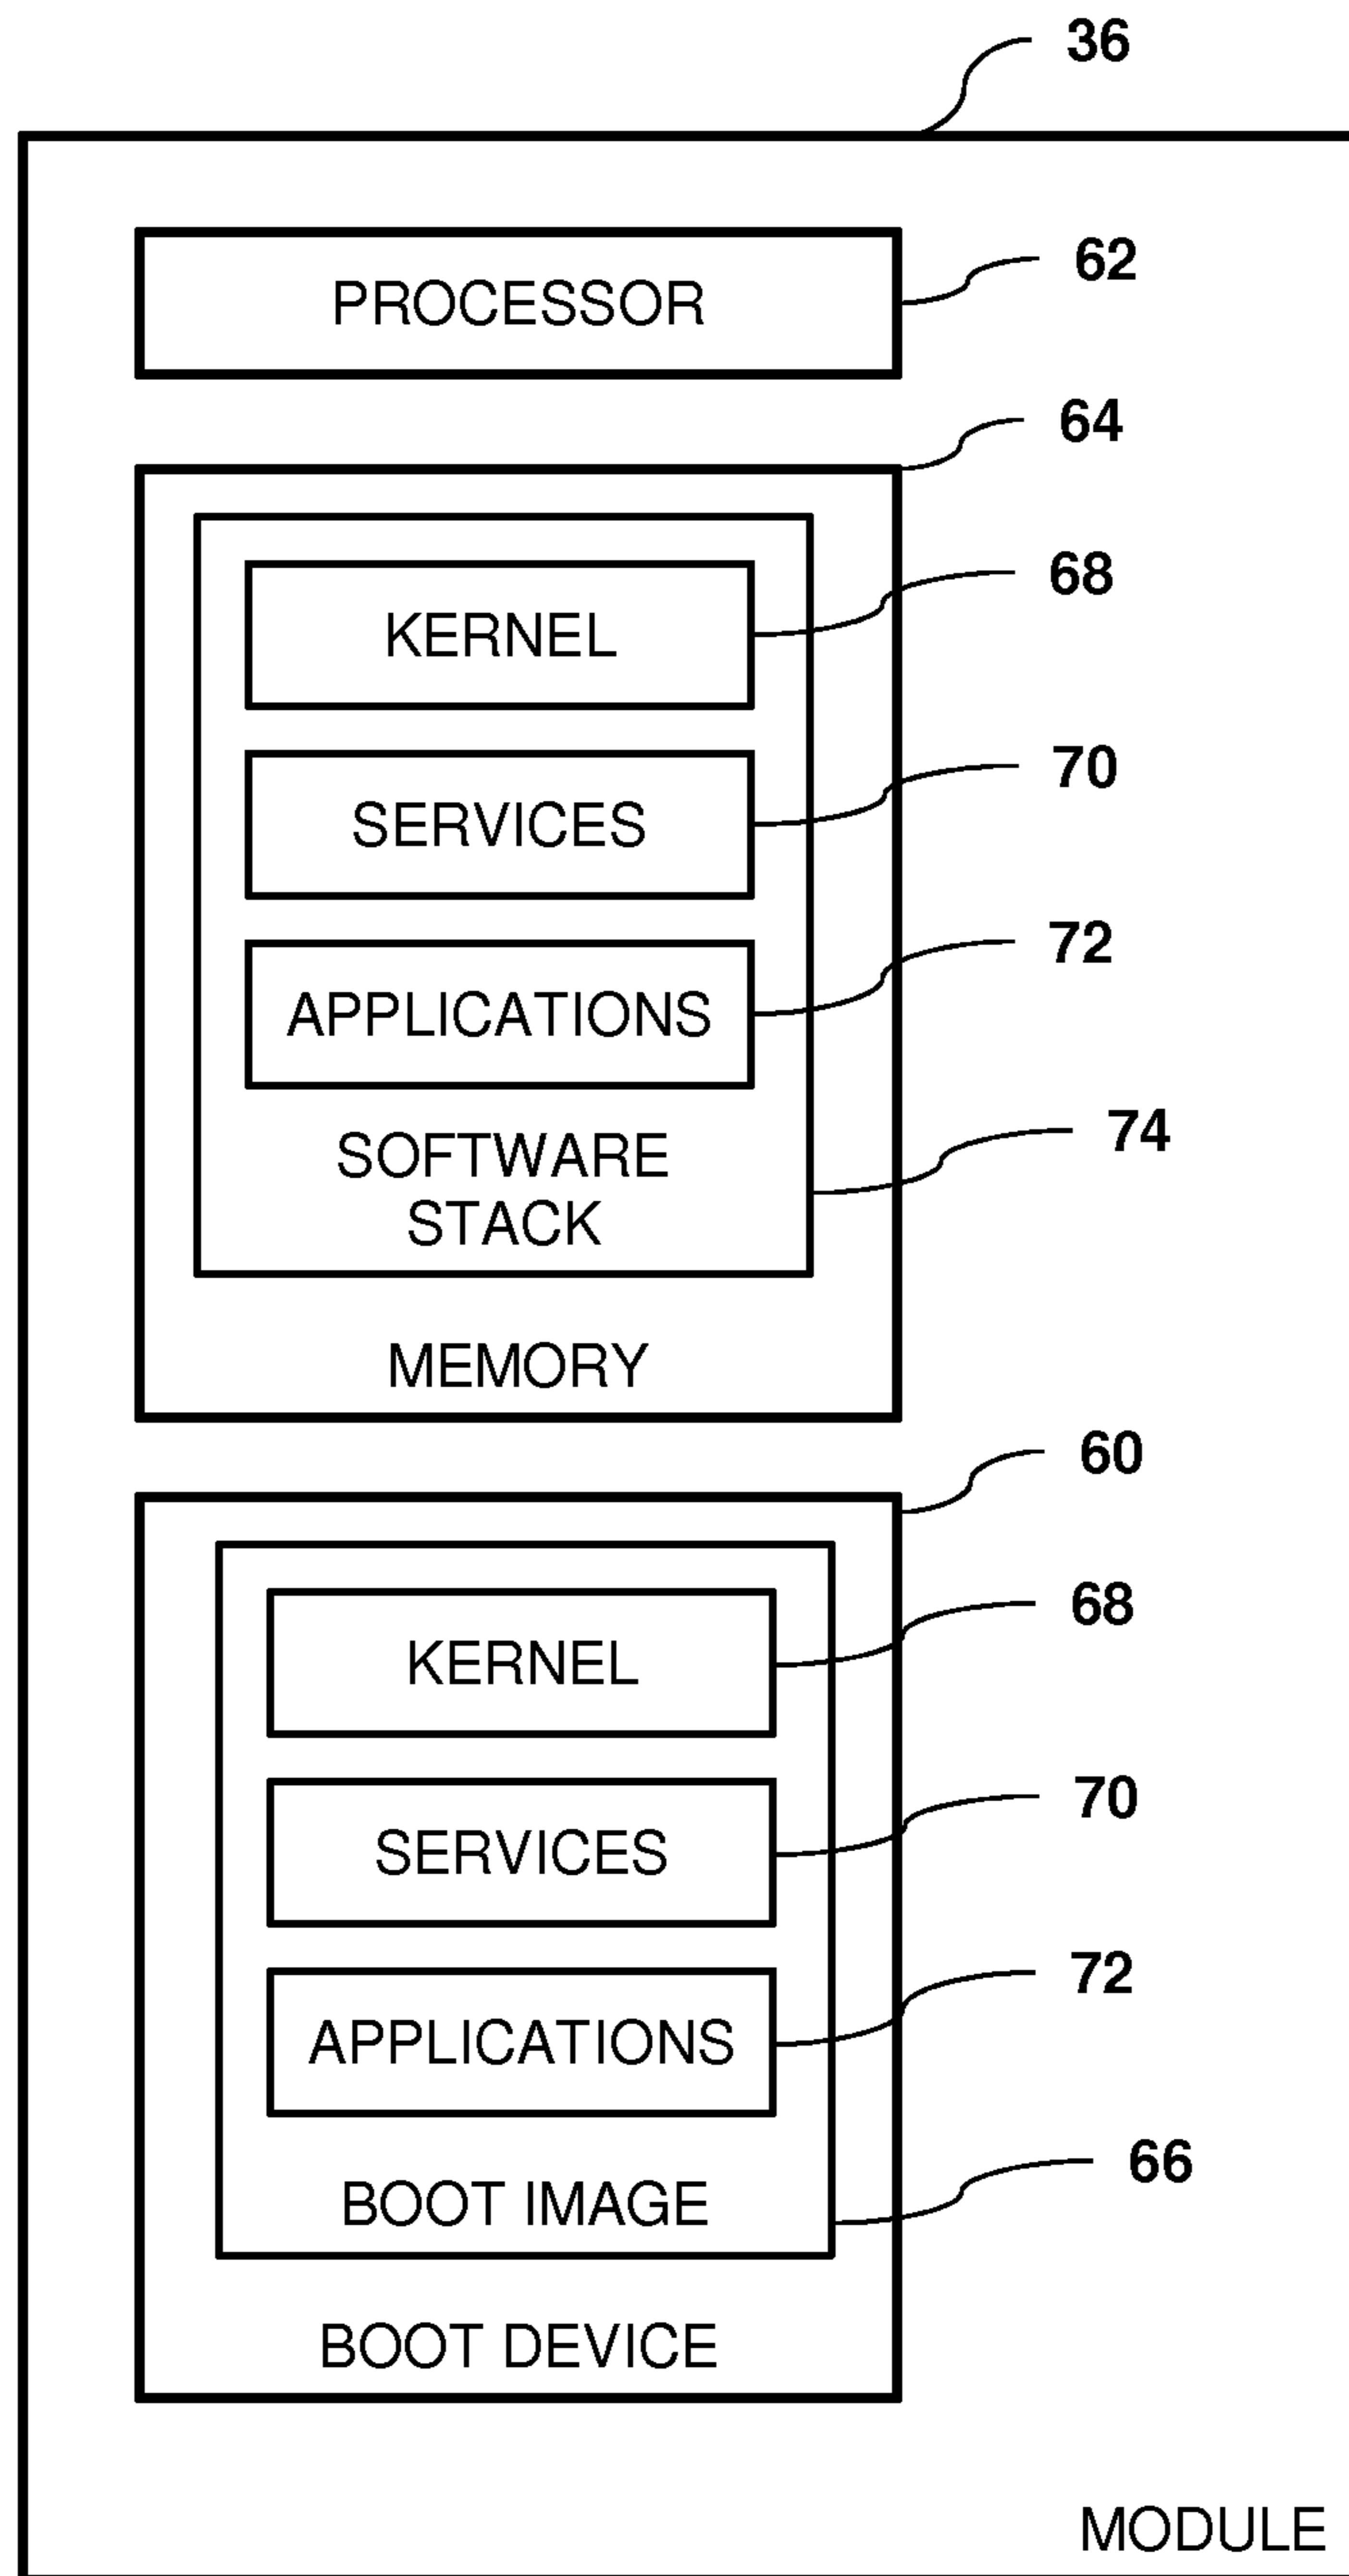 36
PROCESSOR
62
64
KERNEL
68
SERVICES
70
APPLICATIONS
72
SOFTWARE
STACK
74
MEMORY
60
KERNEL
68
SERVICES
70
APPLICATIONS
72
BOOT IMAGE
66
BOOT DEVICE
MODULE